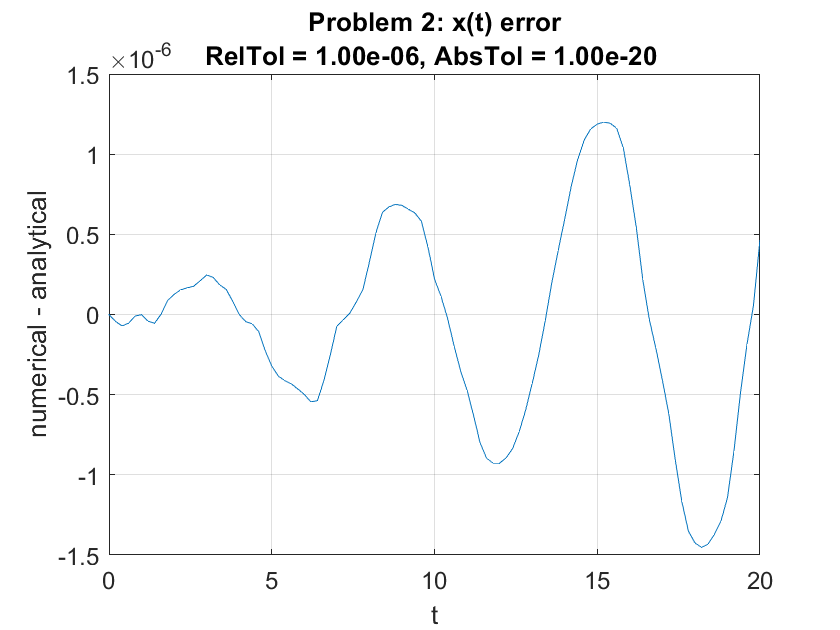 Problem 2: x(t) error
RelTol = 1.00e-06, AbsTol = 1.00e-20
×10⁻⁶
1.5
1
0.5
0
-0.5
-1
-1.5
numerical - analytical
0 5 10 15 20
t